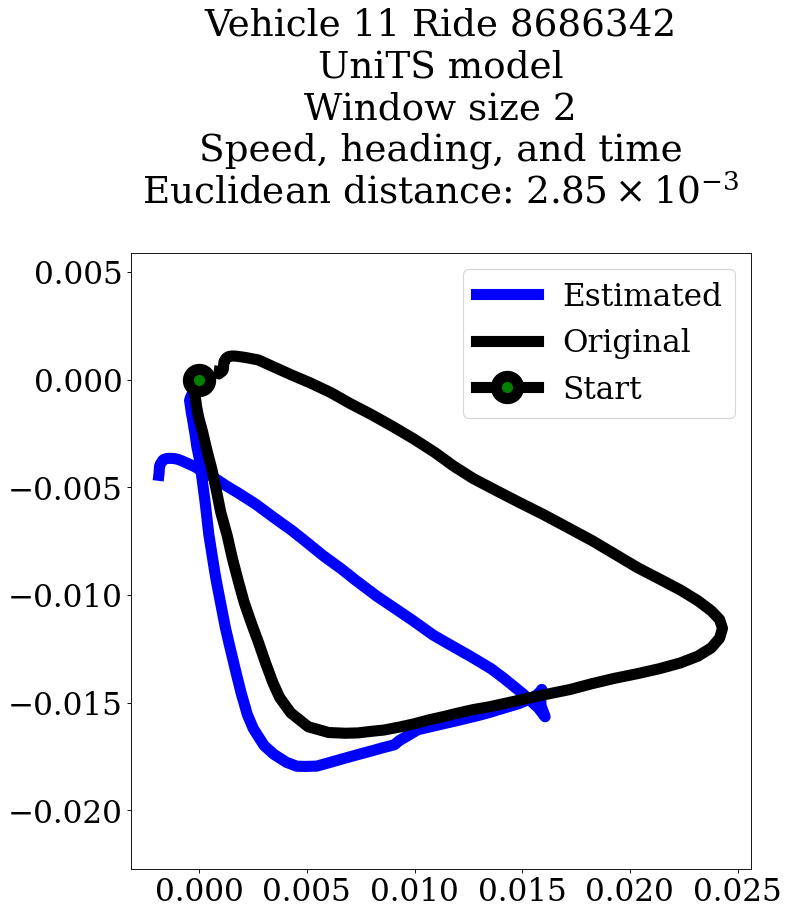 Vehicle 11 Ride 8686342
UniTS model
Window size 2
Speed, heading, and time
Euclidean distance: 2.85 × 10⁻³
0.005
0.000
−0.005
−0.010
−0.015
−0.020
Estimated
Original
Start
0.000 0.005 0.010 0.015 0.020 0.025